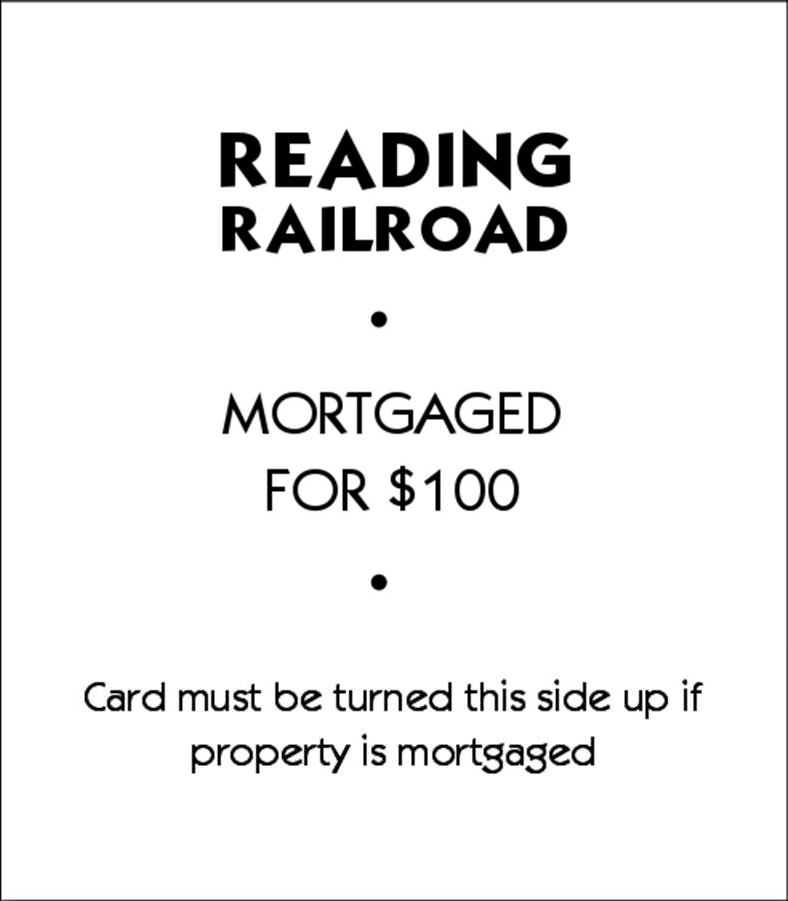 READING
RAILROAD
•
MORTGAGED
FOR $100
•
Card must be turned this side up if
property is mortgaged